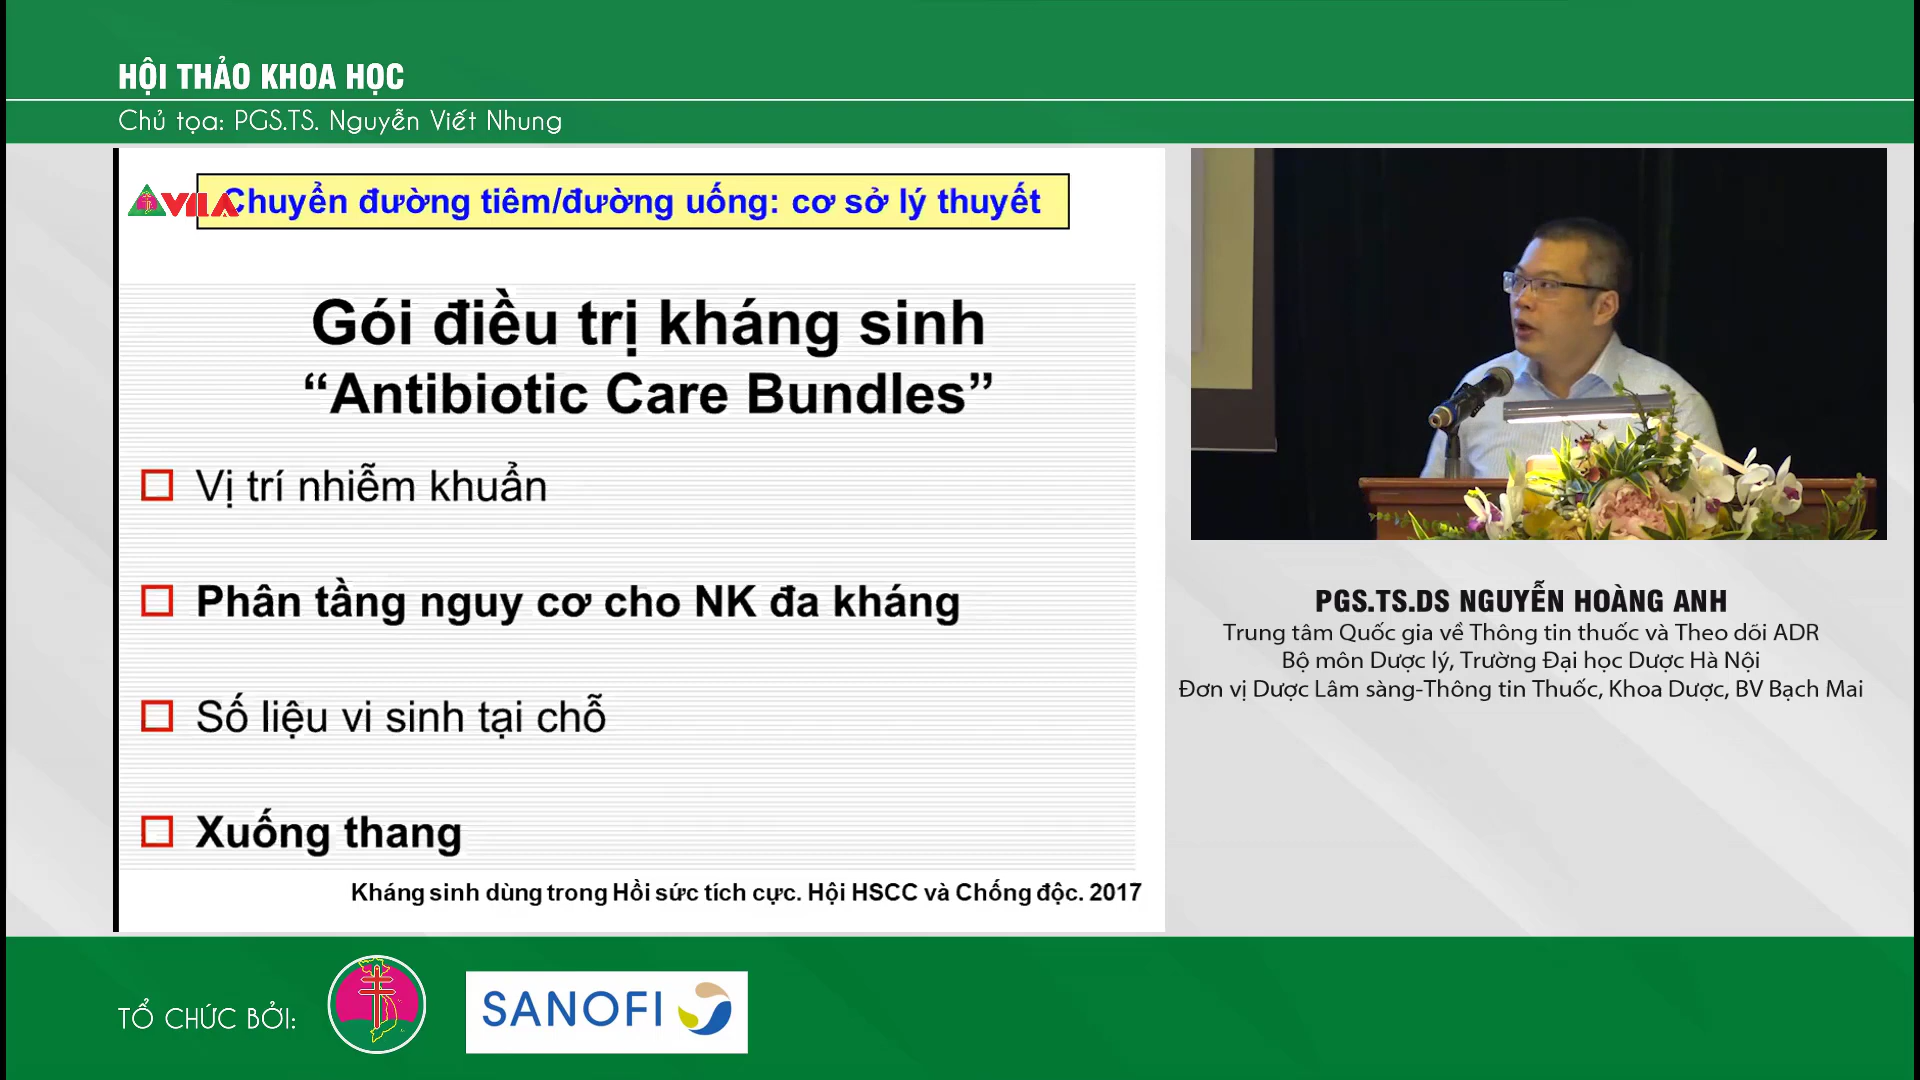 HỘI THẢO KHOA HỌC
Chủ tọa: PGS.TS. Nguyễn Viết Nhung
VILA
Chuyển đường tiêm/đường uống: cơ sở lý thuyết
Gói điều trị kháng sinh
“Antibiotic Care Bundles”
Vị trí nhiễm khuẩn
Phân tầng nguy cơ cho NK đa kháng
Số liệu vi sinh tại chỗ
Xuống thang
Kháng sinh dùng trong Hồi sức tích cực. Hội HSCC và Chống độc. 2017
PGS.TS.DS NGUYỄN HOÀNG ANH
Trung tâm Quốc gia về Thông tin thuốc và Theo dõi ADR
Bộ môn Dược lý, Trường Đại học Dược Hà Nội
Đơn vị Dược Lâm sàng-Thông tin Thuốc, Khoa Dược, BV Bạch Mai
TỔ CHỨC BỞI:
SANOFI